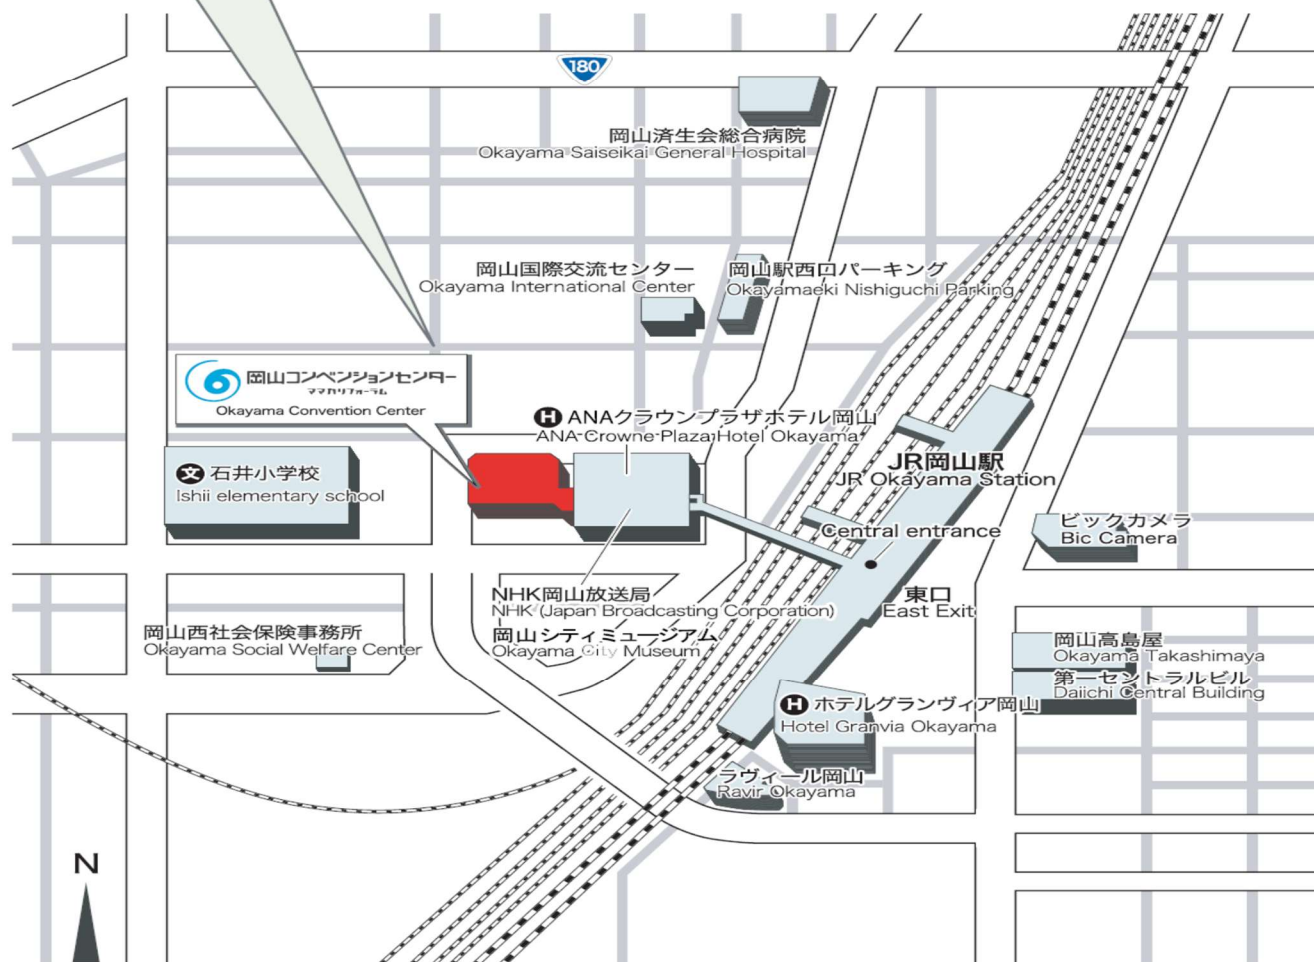 180
岡山済生会総合病院
Okayama Saiseikai General Hospital
岡山国際交流センター
Okayama International Center
岡山駅西口パーキング
Okayamaeki Nishiguchi Parking
岡山コンベンションセンター
ママカリフォーラム
Okayama Convention Center
H ANAクラウンプラザホテル岡山
ANA Crowne Plaza Hotel Okayama
文 石井小学校
Ishii elementary school
JR岡山駅
JR Okayama Station
Central entrance
ビックカメラ
Bic Camera
NHK岡山放送局
NHK (Japan Broadcasting Corporation)
東口
East Exit
岡山シティミュージアム
Okayama City Museum
岡山西社会保険事務所
Okayama Social Welfare Center
岡山高島屋
Okayama Takashimaya
第一セントラルビル
Daiichi Central Building
H ホテルグランヴィア岡山
Hotel Granvia Okayama
ラヴィール岡山
Ravir Okayama
N